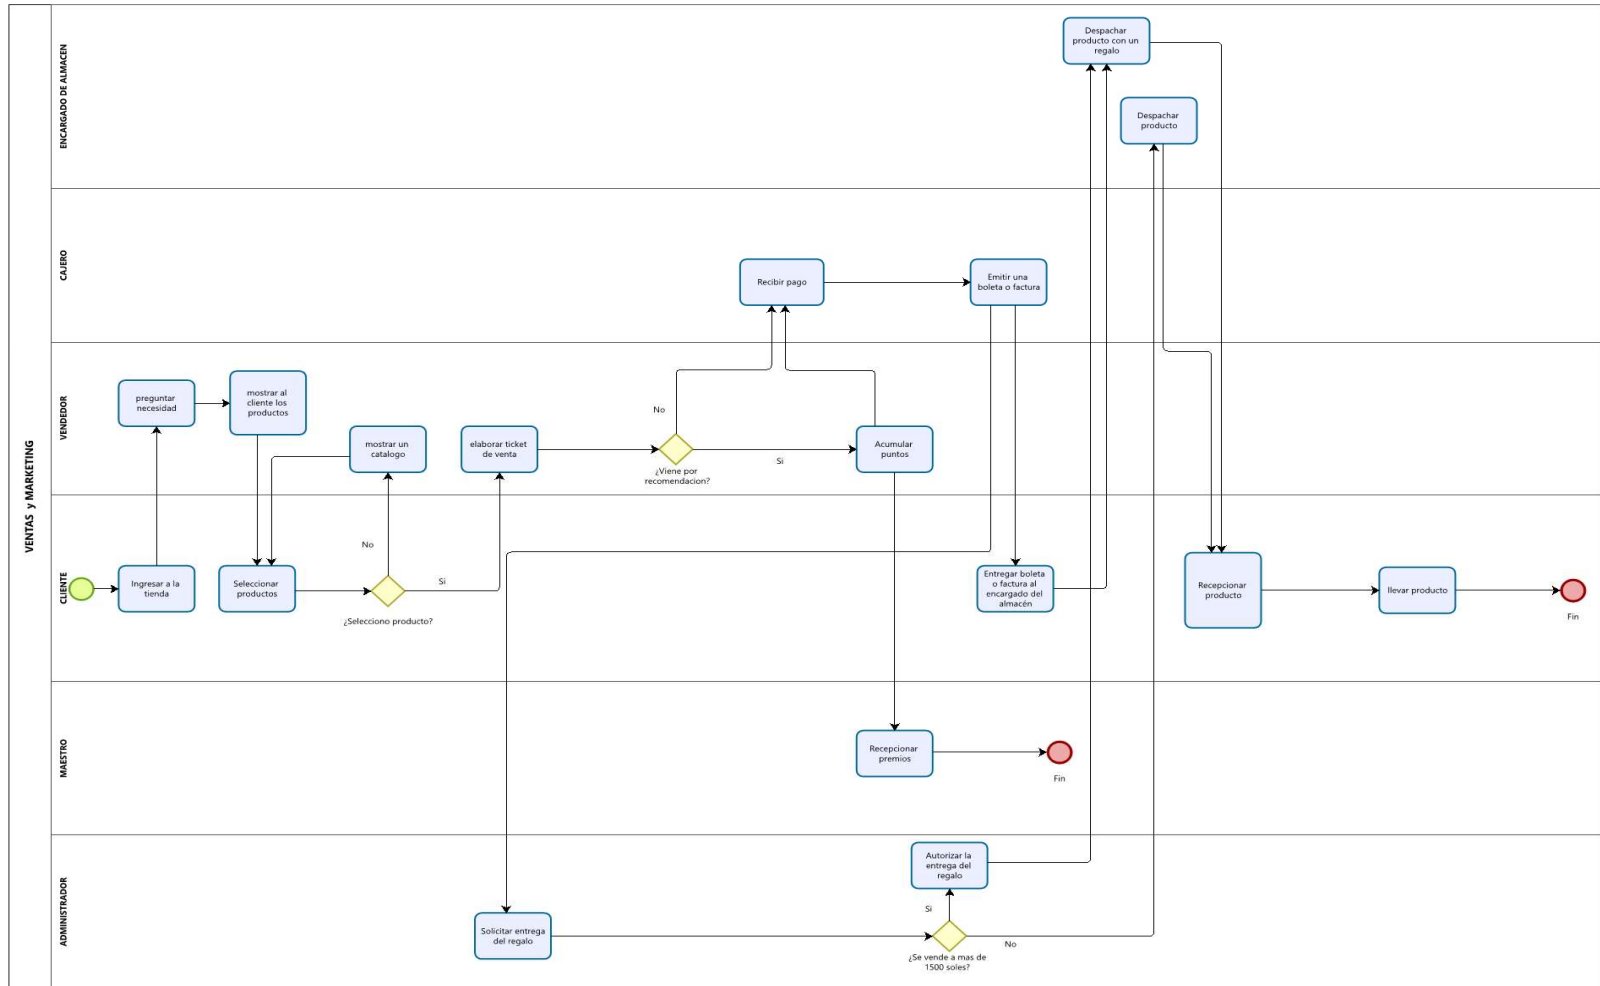 VENTAS y MARKETING
ENCARGADO DE ALMACEN
Despachar
producto con un
regalo
Despachar
producto
CAJERO
Recibir pago
Emitir una
boleta o factura
VENDEDOR
preguntar
necesidad
mostrar al
cliente los
productos
mostrar un
catalogo
elaborar ticket
de venta
No
¿Viene por
recomendacion?
Si
Acumular
puntos
CLIENTE
Ingresar a la
tienda
Seleccionar
productos
No
¿Selecciono producto?
Si
Entregar boleta
o factura al
encargado del
almacén
Recepcionar
producto
llevar producto
Fin
MAESTRO
Recepcionar
premios
Fin
ADMINISTRADOR
Solicitar entrega
del regalo
Autorizar la
entrega del
regalo
Si
¿Se vende a mas de
1500 soles?
No